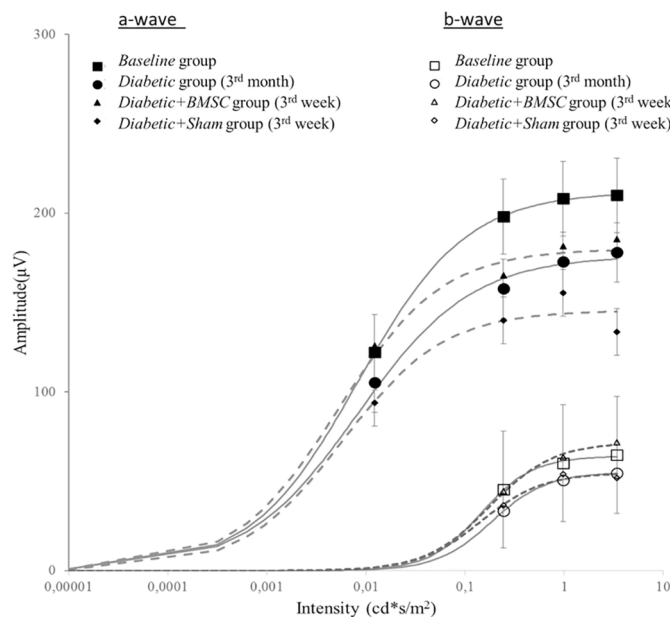 a-wave
b-wave
300
Baseline group
Diabetic group (3rd month)
Diabetic+BMSC group (3rd week)
Diabetic+Sham group (3rd week)
Baseline group
Diabetic group (3rd month)
Diabetic+BMSC group (3rd week)
Diabetic+Sham group (3rd week)
200
Amplitude(µV)
100
0
0,00001
0,0001
0,001
0,01
0,1
1
10
Intensity (cd*s/m²)